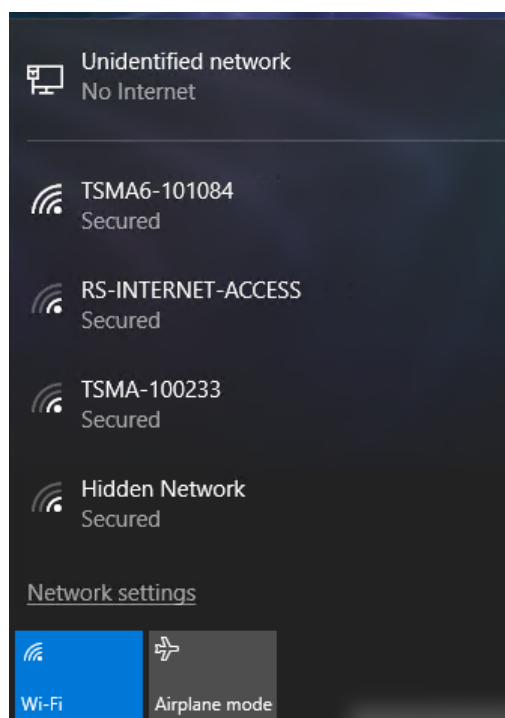 Unidentified network
No Internet
TSMA6-101084
Secured
RS-INTERNET-ACCESS
Secured
TSMA-100233
Secured
Hidden Network
Secured
Network settings
Wi-Fi
Airplane mode